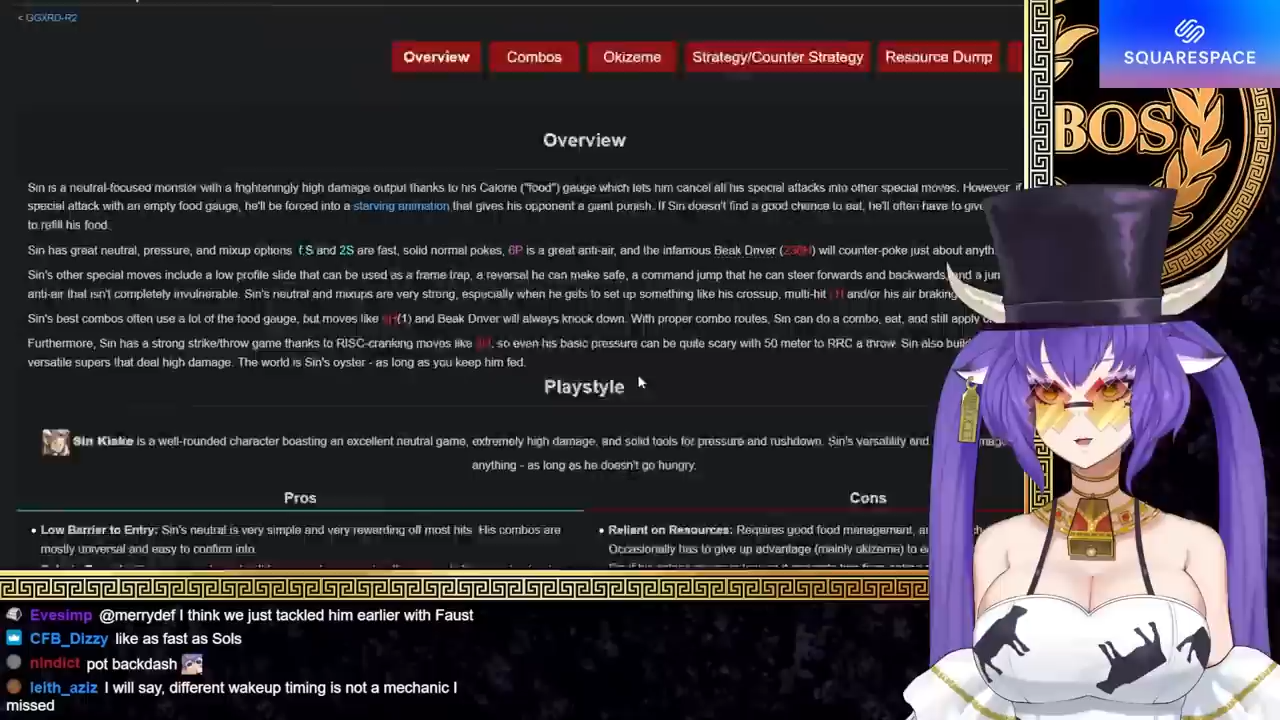 < GGXRD-R2
SQUARESPACE
Overview Combos Okizeme Strategy/Counter Strategy Resource Dump
BOS
Overview
Sin is a neutral-focused monster with a frighteningly high damage output thanks to his Calorie ("food") gauge which lets him cancel all his special attacks into other special moves. However, if
special attack with an empty food gauge, he'll be forced into a starving animation that gives his opponent a giant punish. If Sin doesn't find a good chance to eat, he'll often have to give
to refill his food.
Sin has great neutral, pressure, and mixup options. f.S and 2S are fast, solid normal pokes, 6P is a great anti-air, and the infamous Beak Driver (236H) will counter-poke just about anyth
Sin's other special moves include a low profile slide that can be used as a frame trap, a reversal he can make safe, a command jump that he can steer forwards and backwards, and a jun
anti-air that isn't completely invulnerable. Sin's neutral and mixups are very strong, especially when he gets to set up something like his crossup, multi-hit and/or his air braking
Sin's best combos often use a lot of the food gauge, but moves like (1) and Beak Driver will always knock down. With proper combo routes, Sin can do a combo, eat, and still apply
Furthermore, Sin has a strong strike/throw game thanks to RISC-cranking moves like , so even his basic pressure can be quite scary with 50 meter to RRC a throw. Sin also buil
versatile supers that deal high damage. The world is Sin's oyster - as long as you keep him fed.
Playstyle
Sin Kiske is a well-rounded character boasting an excellent neutral game, extremely high damage, and solid tools for pressure and rushdown. Sin's versatility and
anything - as long as he doesn't go hungry.
Pros Cons
• Low Barrier to Entry: Sin's neutral is very simple and very rewarding off most hits. His combos are
mostly universal and easy to confirm into.
• Reliant on Resources: Requires good food management, an
Occasionally has to give up advantage (mainly okizeme) to e
Evesimp @merrydef I think we just tackled him earlier with Faust
CFB_Dizzy like as fast as Sols
nindict pot backdash
leith_aziz I will say, different wakeup timing is not a mechanic I
missed